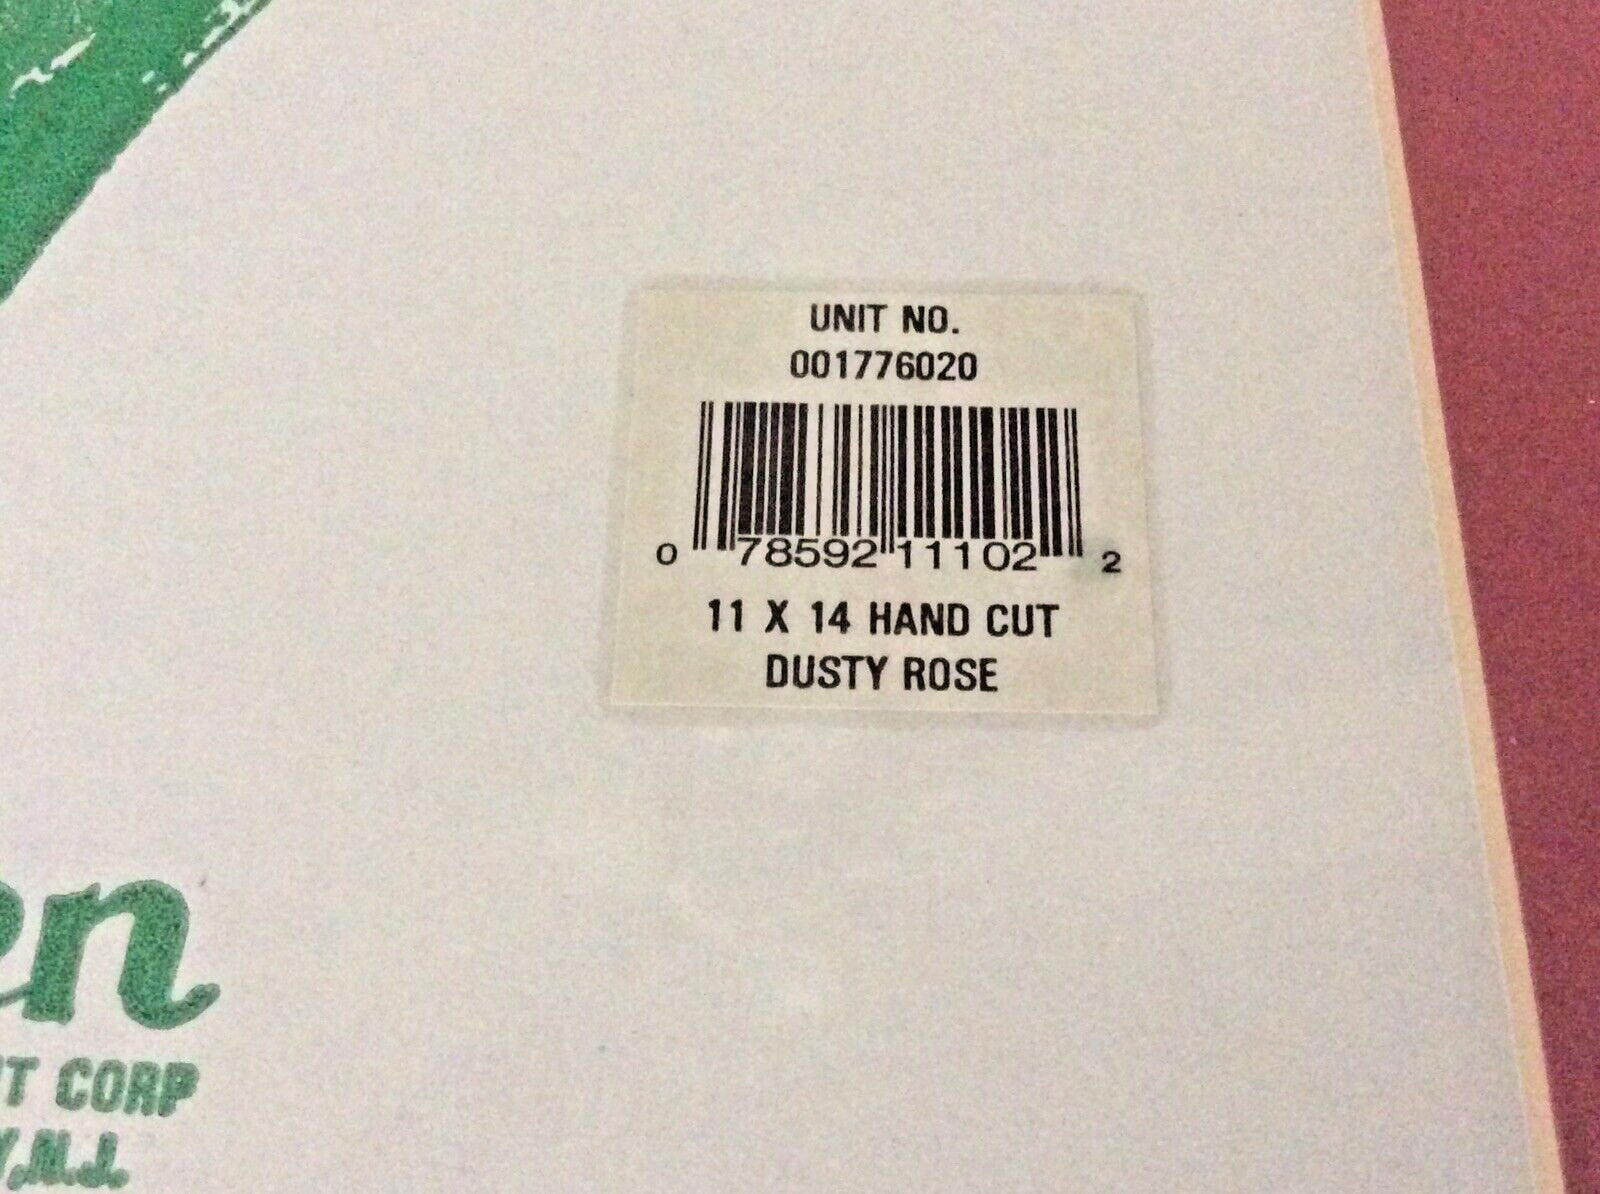 UNIT NO.
001776020
0 78592 11102 2
11 X 14 HAND CUT
DUSTY ROSE
en
T CORP
, N.J.